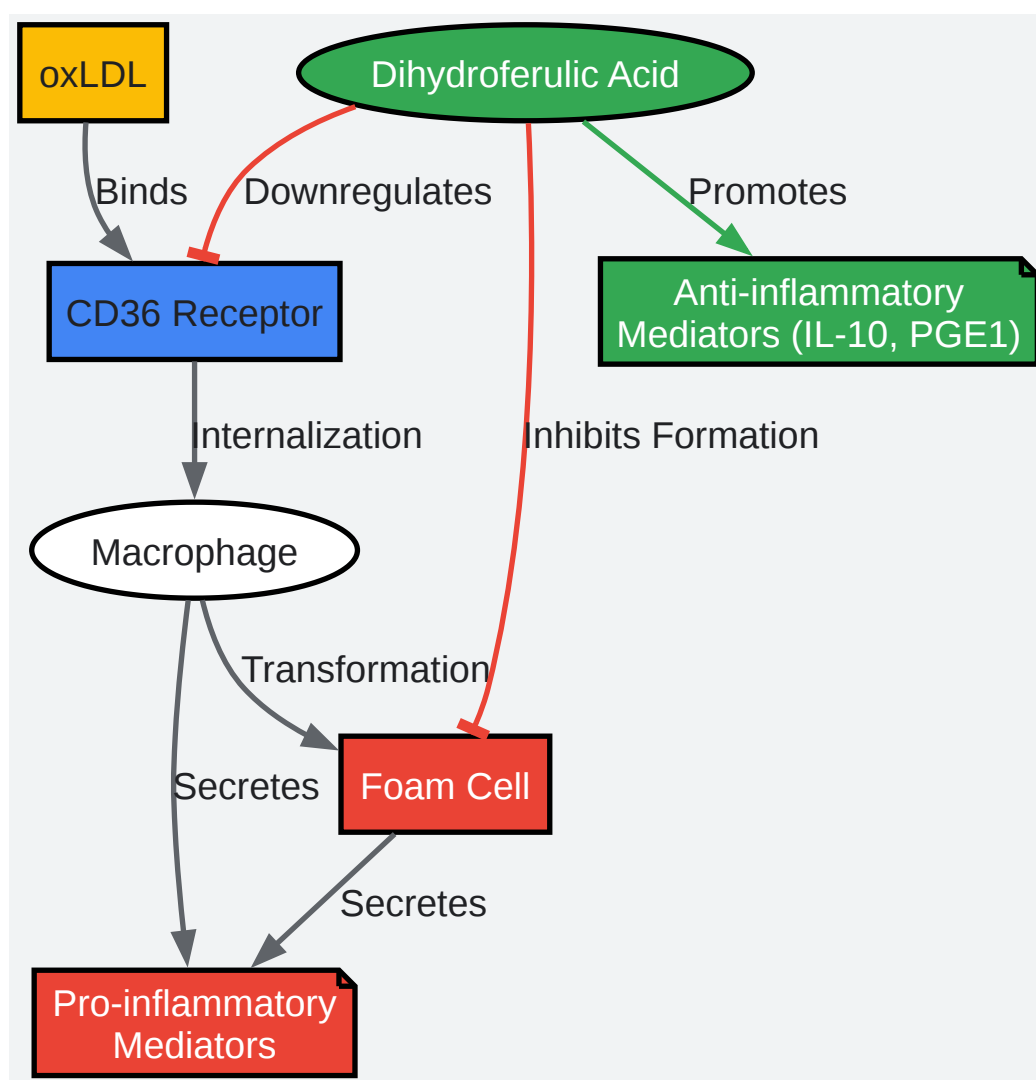 oxLDL
Dihydroferulic Acid
Binds
Downregulates
Promotes
CD36 Receptor
Anti-inflammatory
Mediators (IL-10, PGE1)
Internalization
Inhibits Formation
Macrophage
Transformation
Secretes
Foam Cell
Secretes
Pro-inflammatory
Mediators